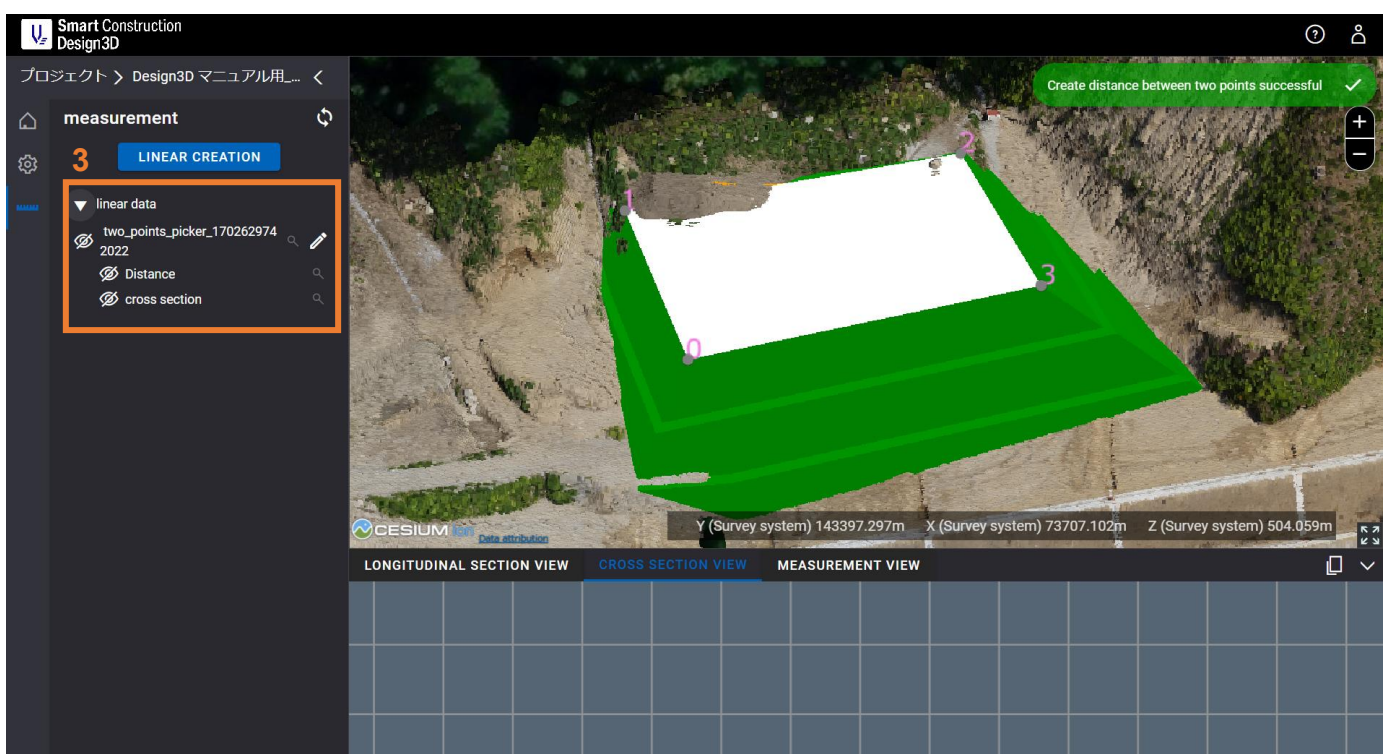 Smart Construction
Design3D
プロジェクト > Design3D マニュアル用_...
measurement
3
LINEAR CREATION
linear data
two_points_picker_170262974
2022
Distance
cross section
Create distance between two points successful
+
−
1
2
3
0
CESIUM ion
Data attribution
Y (Survey system) 143397.297m X (Survey system) 73707.102m Z (Survey system) 504.059m
LONGITUDINAL SECTION VIEW CROSS SECTION VIEW MEASUREMENT VIEW